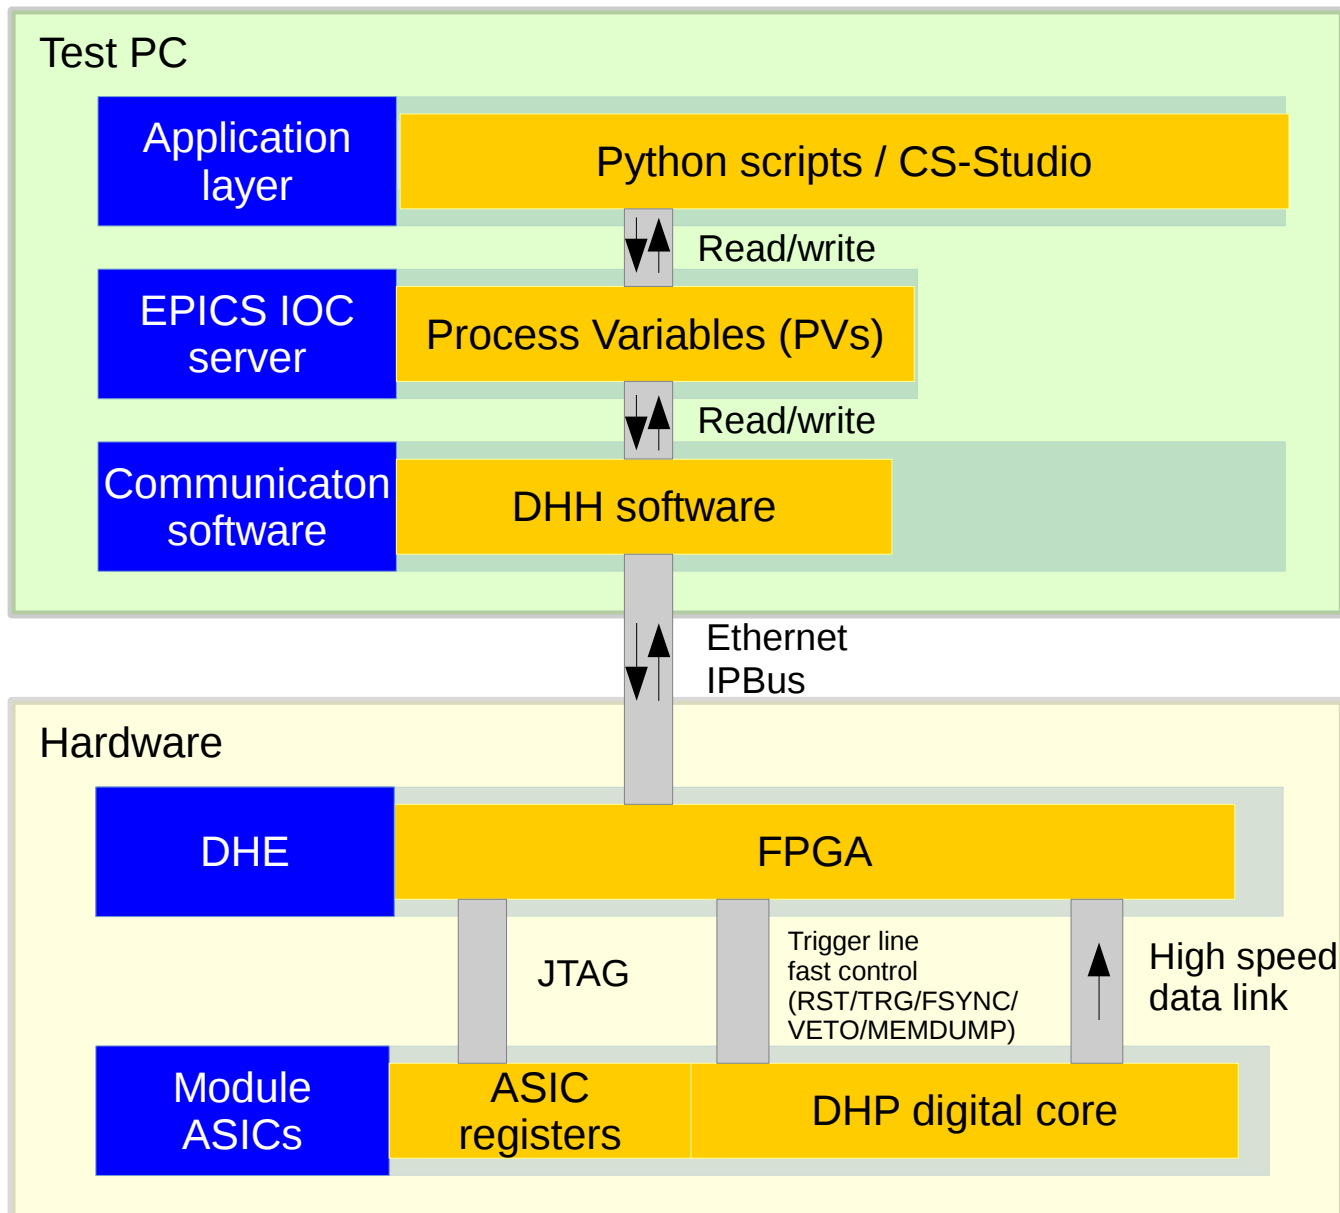 Test PC
Application
layer
Python scripts / CS-Studio
Read/write
EPICS IOC
server
Process Variables (PVs)
Read/write
Communicaton
software
DHH software
Ethernet
IPBus
Hardware
DHE
FPGA
JTAG
Trigger line
fast control
(RST/TRG/FSYNC/
VETO/MEMDUMP)
High speed
data link
Module
ASICs
ASIC
registers
DHP digital core